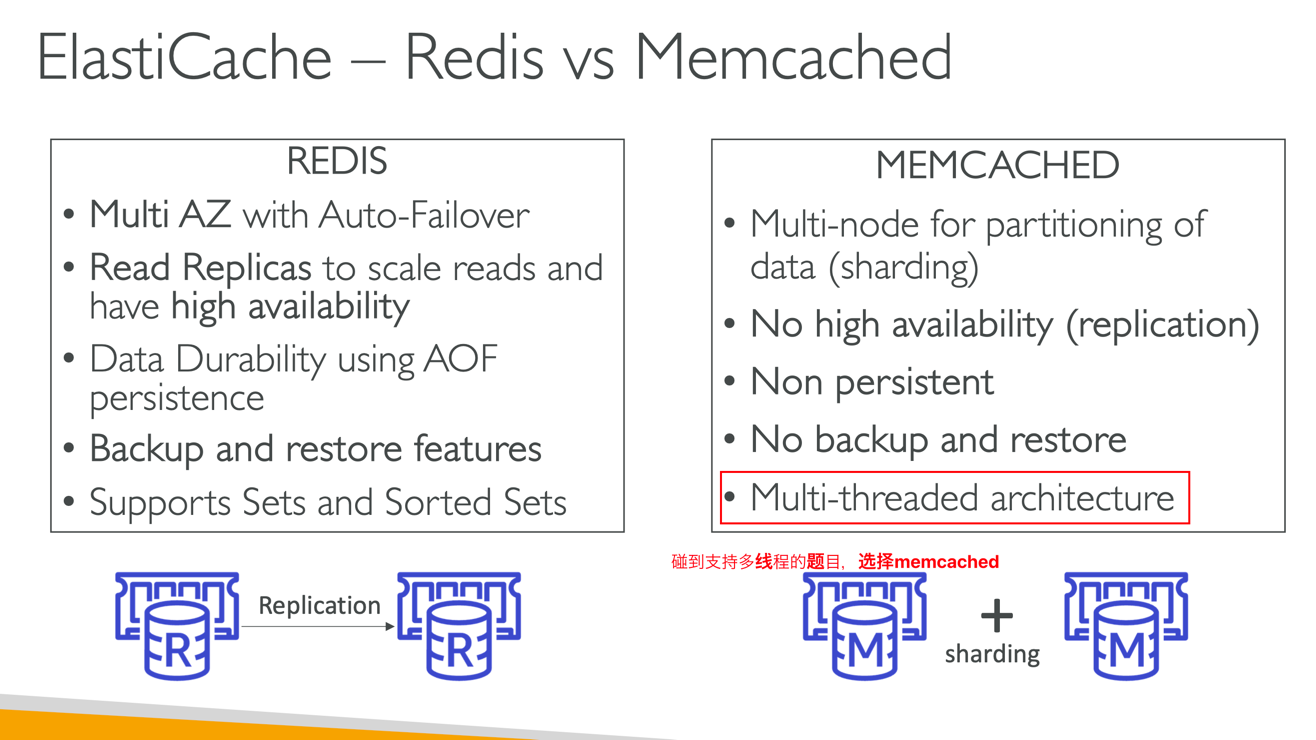 ElastiCache – Redis vs Memcached
REDIS
• Multi AZ with Auto-Failover
• Read Replicas to scale reads and
have high availability
• Data Durability using AOF
persistence
• Backup and restore features
• Supports Sets and Sorted Sets
MEMCACHED
• Multi-node for partitioning of
data (sharding)
• No high availability (replication)
• Non persistent
• No backup and restore
• Multi-threaded architecture
碰到支持多线程的题目，选择memcached
R
Replication
R
M
+
sharding
M